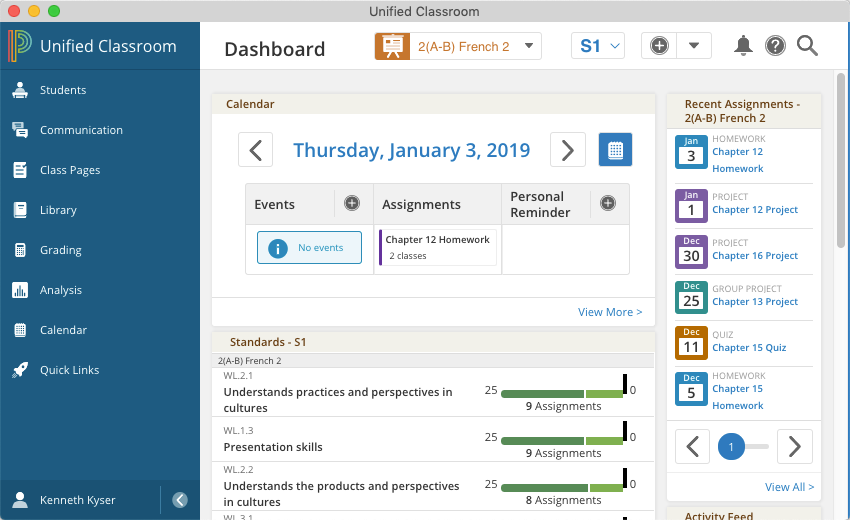 Unified Classroom
Unified Classroom
Students
Communication
Class Pages
Library
Grading
Analysis
Calendar
Quick Links
Kenneth Kyser
Dashboard
2(A-B) French 2
S1
Calendar
Thursday, January 3, 2019
Events
Assignments
Personal
Reminder
No events
Chapter 12 Homework
2 classes
View More >
Standards - S1
2(A-B) French 2
WL.2.1
Understands practices and perspectives in
cultures
25
0
9 Assignments
WL.1.3
Presentation skills
25
0
9 Assignments
WL.2.2
Understands the products and perspectives
in cultures
25
0
8 Assignments
WL.3.1
Recent Assignments -
2(A-B) French 2
Jan
3
HOMEWORK
Chapter 12
Homework
Jan
1
PROJECT
Chapter 12 Project
Dec
30
PROJECT
Chapter 16 Project
Dec
25
GROUP PROJECT
Chapter 13 Project
Dec
11
QUIZ
Chapter 15 Quiz
Dec
5
HOMEWORK
Chapter 15
Homework
1
View All >
Activity Feed